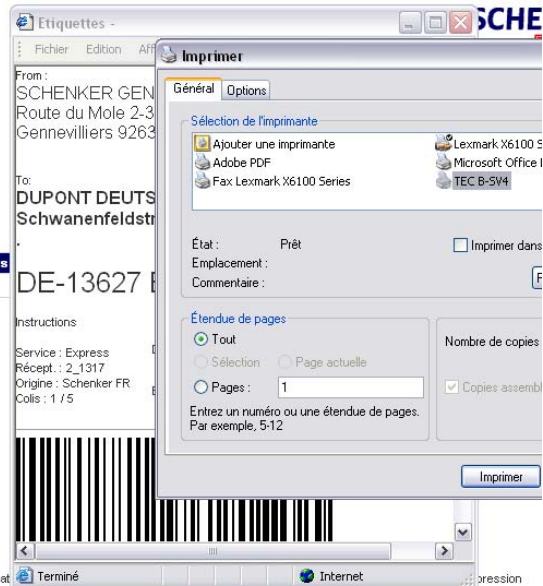 Etiquettes -
SCHE
Fichier Edition Aff
Imprimer
From :
SCHENKER GEN
Route du Mole 2-3
Gennevilliers 9263
To:
DUPONT DEUTS
Schwanenfeldstr
.
DE-13627
Instructions
Service : Express
Récept. : 2_1317
Origine : Schenker FR
Colis : 1 / 5
Général Options
Sélection de l'imprimante
Ajouter une imprimante
Adobe PDF
Fax Lexmark X6100 Series
Lexmark X6100 S
Microsoft Office
TEC B-SV4
État : Prêt
Emplacement :
Commentaire :
Imprimer dans
Étendue de pages
Tout
Sélection Page actuelle
Pages : 1
Entrez un numéro ou une étendue de pages.
Par exemple, 5-12
Nombre de copies
Copies assembl
Imprimer
Terminé
Internet
pression